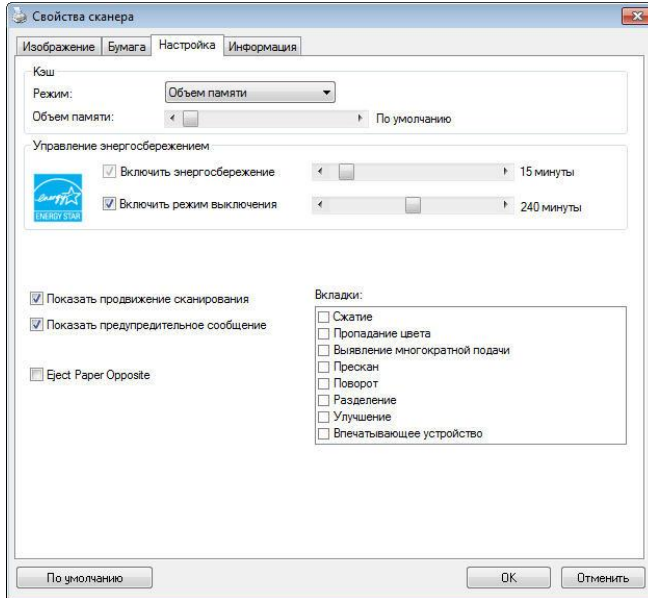 Свойства сканера
Изображение Бумага Настройка Информация
Кэш
Режим: Объем памяти
Объем памяти: По умолчанию
Управление энергосбережением
Включить энергосбережение 15 минуты
Включить режим выключения 240 минуты
energy
ENERGY STAR
Показать продвижение сканирования
Показать предупредительное сообщение
Eject Paper Opposite
Вкладки:
Сжатие
Пропадание цвета
Выявление многократной подачи
Прескан
Поворот
Разделение
Улучшение
Впечатывающее устройство
По умолчанию OK Отменить